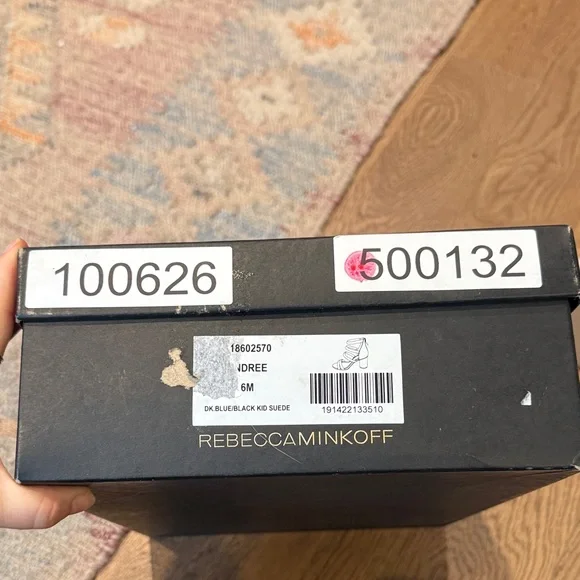 100626
500132
18602570
NDREE
6M
DK.BLUE/BLACK KID SUEDE
191422133510
REBECCAMINKOFF